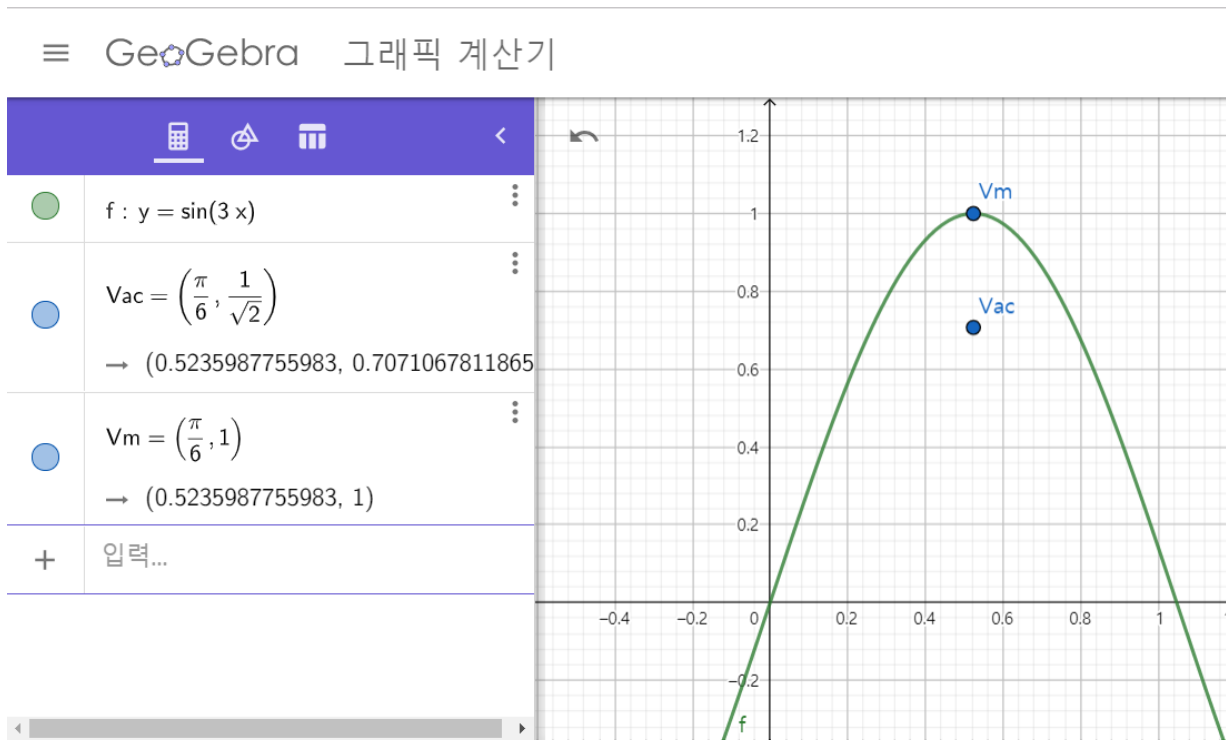 GeoGebra 그래픽 계산기
f : y = sin(3 x)
Vac = (π/6, 1/√2)
→ (0.5235987755983, 0.7071067811865
Vm = (π/6, 1)
→ (0.5235987755983, 1)
+ 입력...
1.2
Vm
1
0.8
Vac
0.6
0.4
0.2
−0.4 −0.2 0 0.2 0.4 0.6 0.8 1
−0.2
f